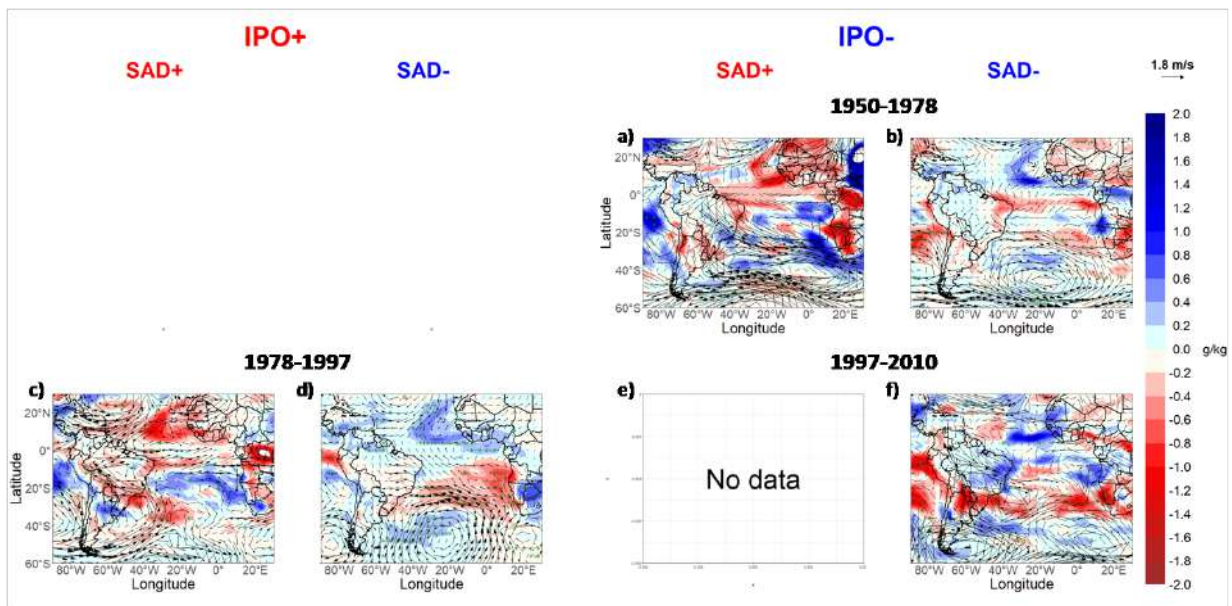 IPO+ IPO-
SAD+ SAD- SAD+ SAD-
1.8 m/s
1950-1978
a) b)
Latitude
20°N
0°
20°S
40°S
60°S
80°W 60°W 40°W 20°W 0° 20°E
Longitude
80°W 60°W 40°W 20°W 0° 20°E
Longitude
1978-1997 1997-2010
c) d) e) f)
Latitude
20°N
0°
20°S
40°S
60°S
80°W 60°W 40°W 20°W 0° 20°E
Longitude
80°W 60°W 40°W 20°W 0° 20°E
Longitude
No data
80°W 60°W 40°W 20°W 0° 20°E
Longitude
2.0
1.8
1.6
1.4
1.2
1.0
0.8
0.6
0.4
0.2
0.0
-0.2
-0.4
-0.6
-0.8
-1.0
-1.2
-1.4
-1.6
-1.8
-2.0
g/kg